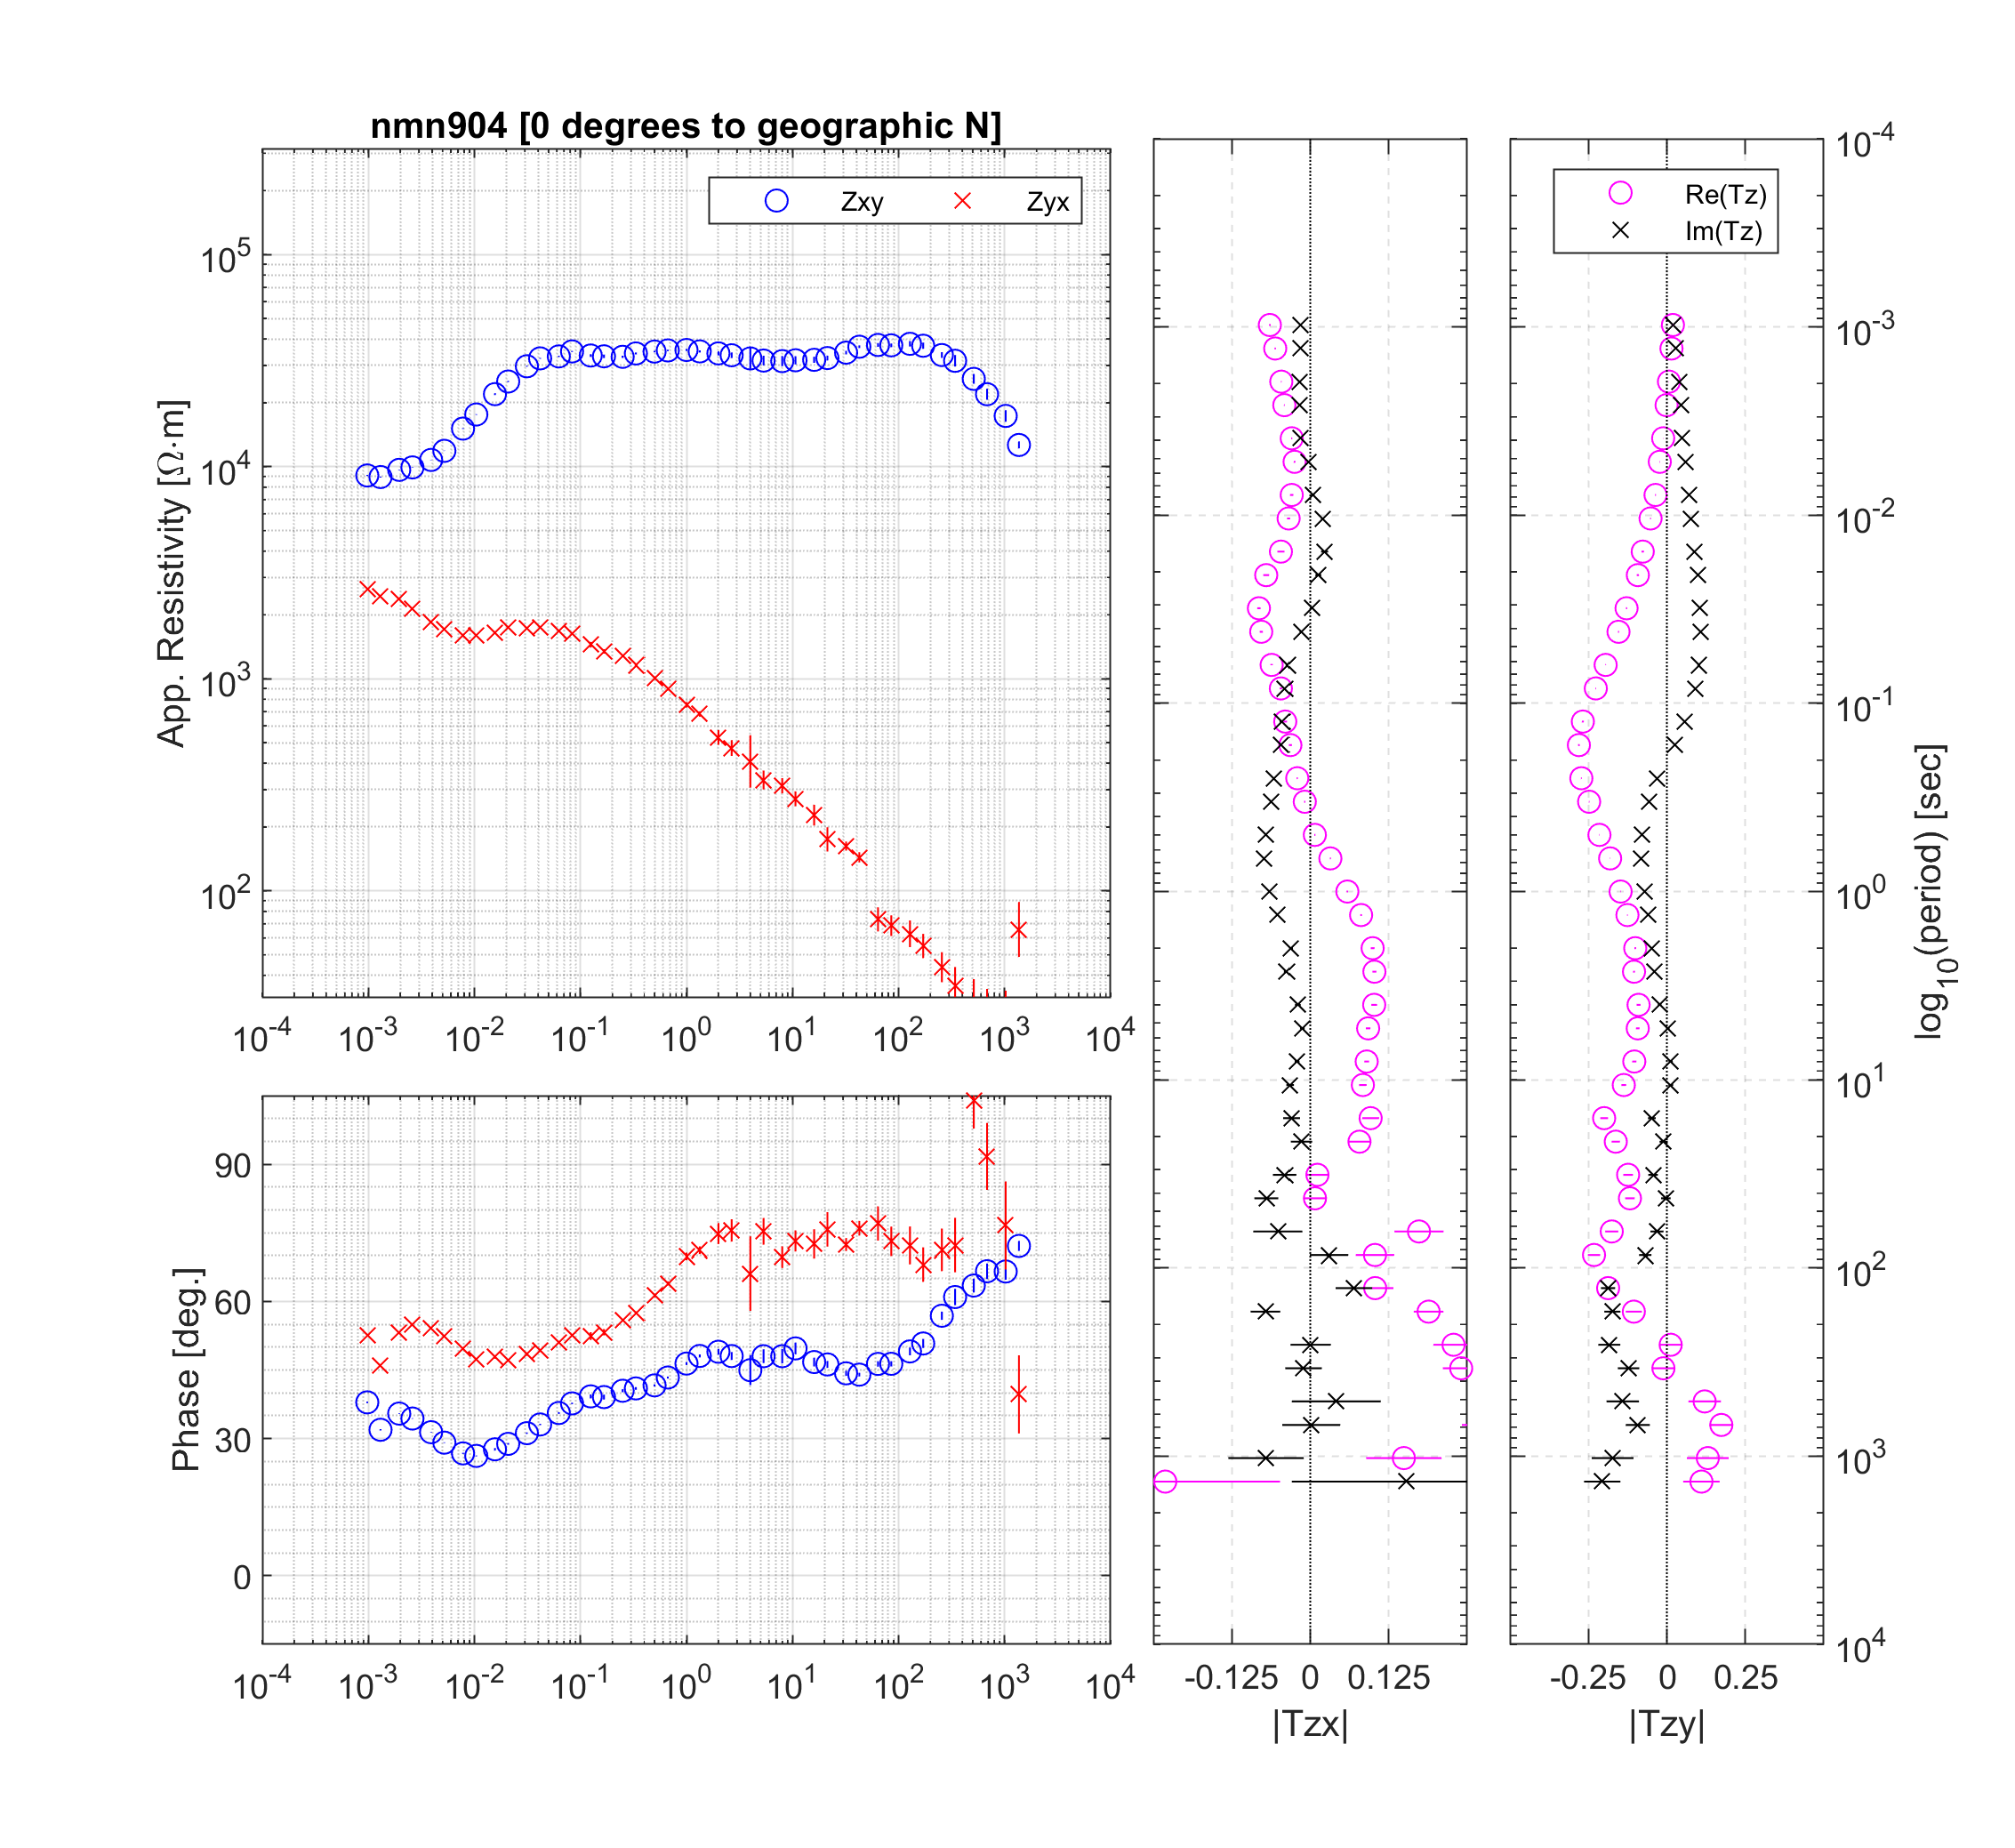 nmn904 [0 degrees to geographic N]
Zxy Zyx
App. Resistivity [Ω·m]
10^5
10^4
10^3
10^2
10^-4 10^-3 10^-2 10^-1 10^0 10^1 10^2 10^3 10^4
Phase [deg.]
90
60
30
0
10^-4 10^-3 10^-2 10^-1 10^0 10^1 10^2 10^3 10^4
-0.125 0 0.125
|Tzx|
Re(Tz)
Im(Tz)
-0.25 0 0.25
|Tzy|
10^-4
10^-3
10^-2
10^-1
10^0
10^1
10^2
10^3
10^4
log10(period) [sec]